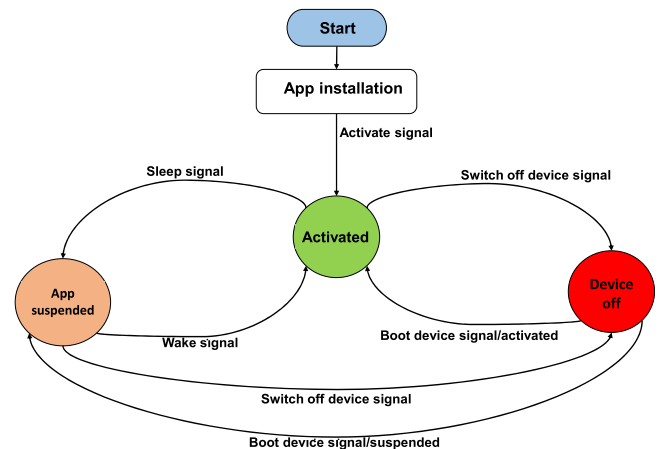 Start
App installation
Activate signal
Sleep signal
Switch off device signal
Activated
App
suspended
Device
off
Wake signal
Boot device signal/activated
Switch off device signal
Boot device signal/suspended